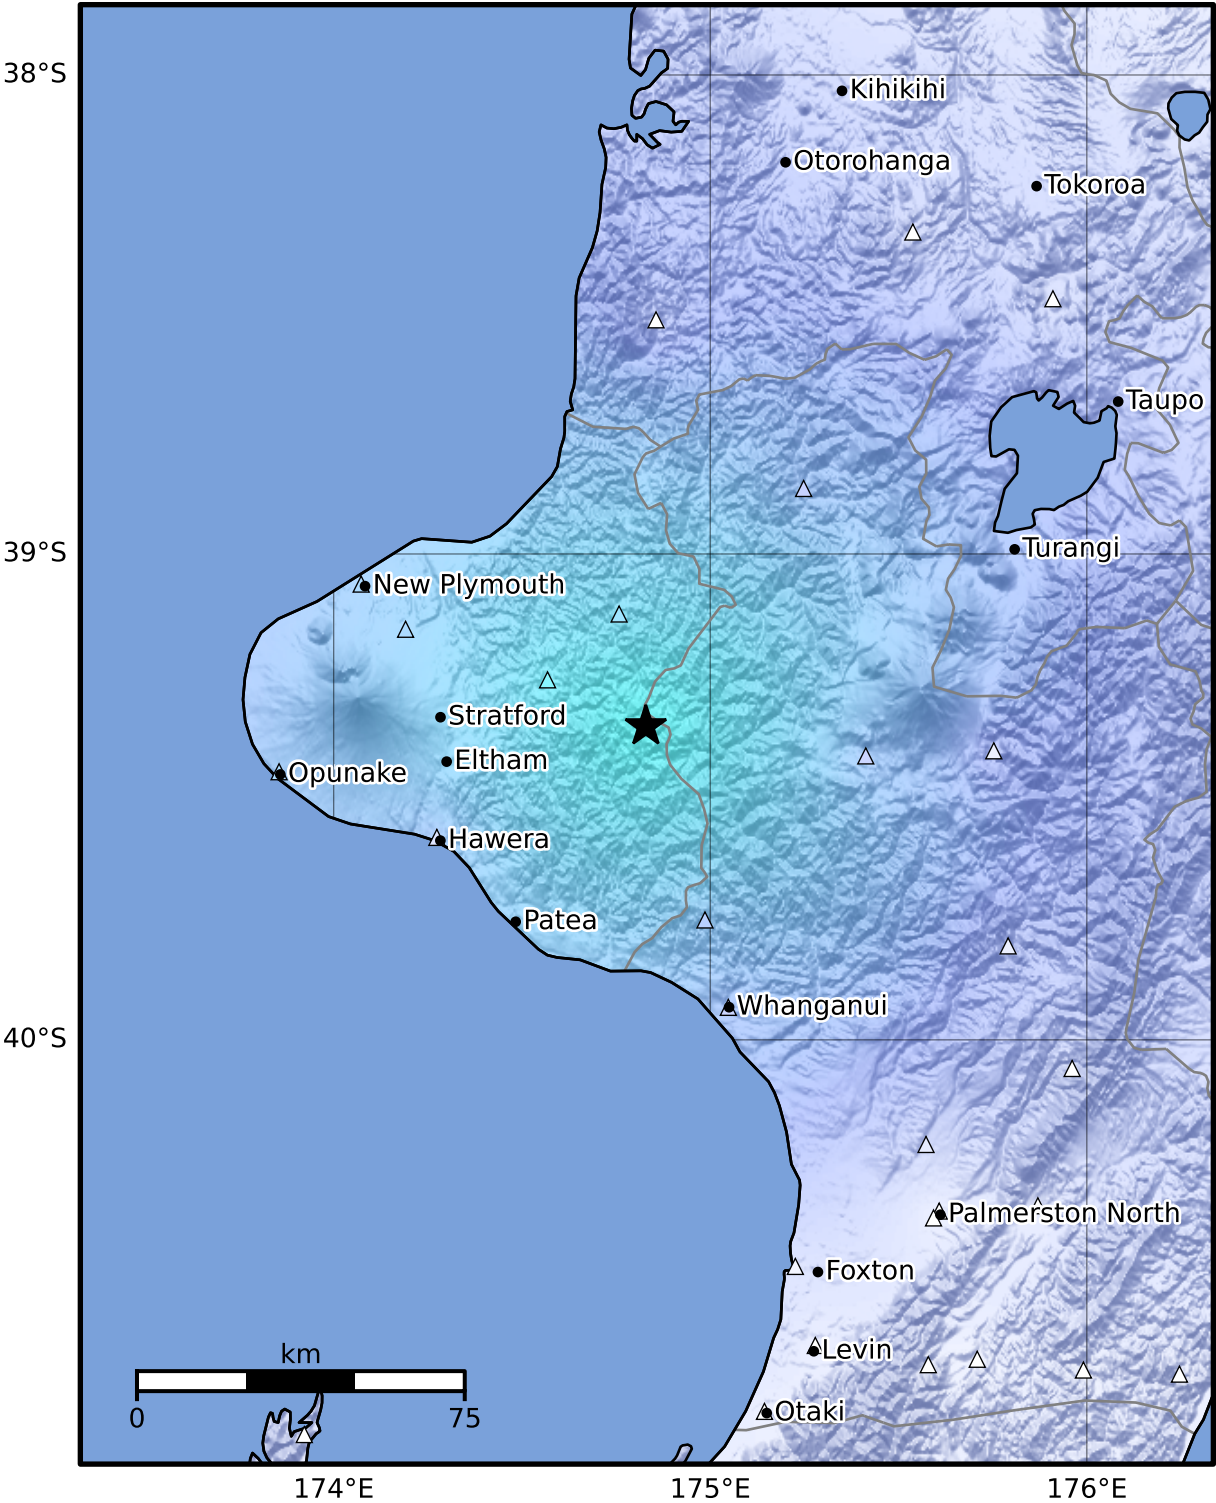 38°S
Kihikihi
Otorohanga
Tokoroa
Taupo
39°S
Turangi
New Plymouth
Stratford
Eltham
Opunake
Hawera
Patea
Whanganui
40°S
Palmerston North
Foxton
Levin
km
Otaki
0 75
174°E 175°E 176°E